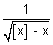 1
√[x] − x